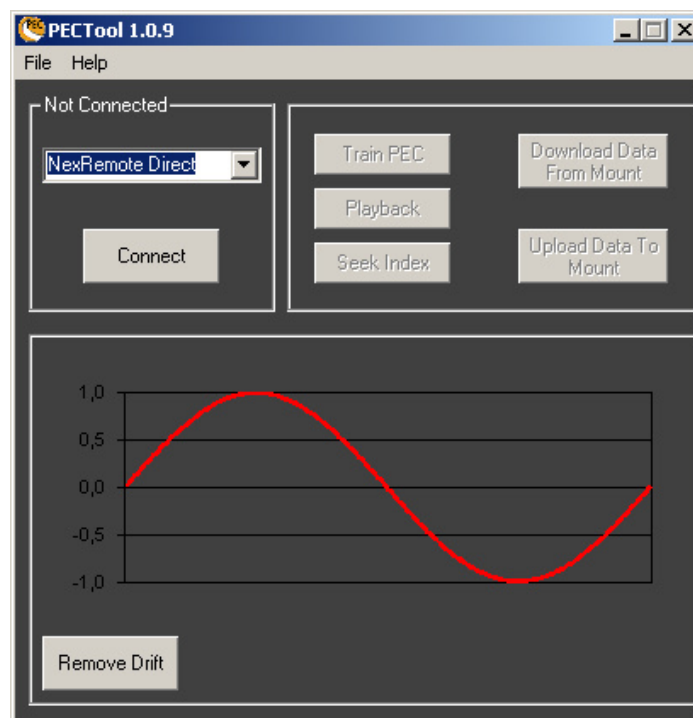 PECTool 1.0.9
File Help
Not Connected
NexRemote Direct
Connect
Train PEC
Playback
Seek Index
Download Data
From Mount
Upload Data To
Mount
1,0
0,5
0,0
-0,5
-1,0
Remove Drift